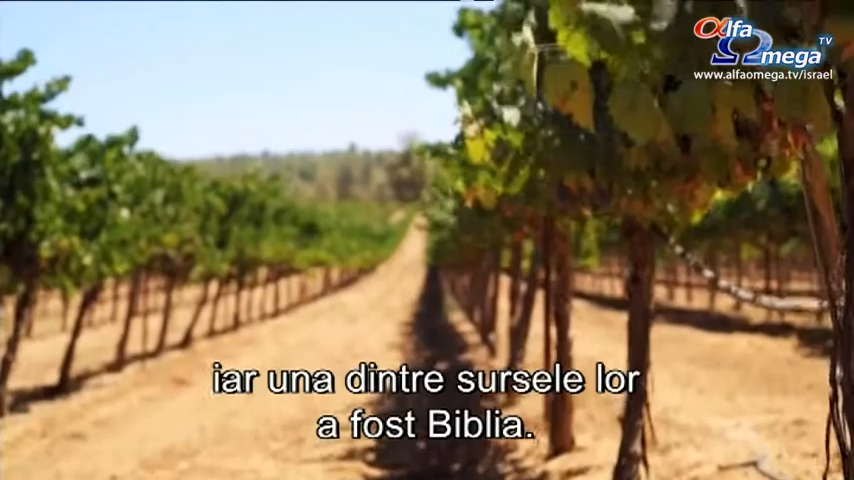 alfa
Omega TV
www.alfaomega.tv/israel
iar una dintre sursele lor
a fost Biblia.